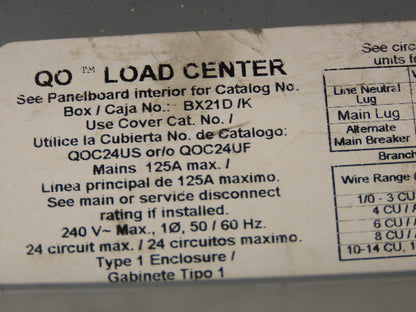 QO ™ LOAD CENTER
See Panelboard interior for Catalog No.
Box / Caja No.: BX21D /K
Use Cover Cat. No. /
Utilice la Cubierta No. de Catalogo:
QOC24US or/o QOC24UF
Mains 125A max. /
Linea principal de 125A maximo.
See main or service disconnect
rating if installed.
240 V~ Max., 1Ø, 50 / 60 Hz.
24 circuit max. / 24 circuitos maximo.
Type 1 Enclosure /
Gabinete Tipo 1
See circ
units fo
Line Neutral
Lug
Main Lug
Alternate
Main Breaker
Branch
Wire Range (
1/0 - 3 CU
4 CU / A
6 CU / A
8 CU / A
10-14 CU, 1